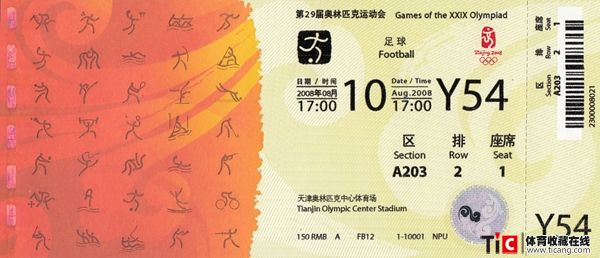 第29届奥林匹克运动会 Games of the XXIX Olympiad
足球
Football
Beijing 2008
日期 / 时间 Date / Time
2008年08月 10 Aug.2008 Y54
17:00 17:00
区 排 座席
Section Row Seat
A203 2 1
天津奥林匹克中心体育场
Tianjin Olympic Center Stadium
150 RMB A FB12 1-10001 NPU
座席 Seat 1
排 Row 2
区 Section A203
2300008021
Y54
TIC 体育收藏在线
www.ticang.com